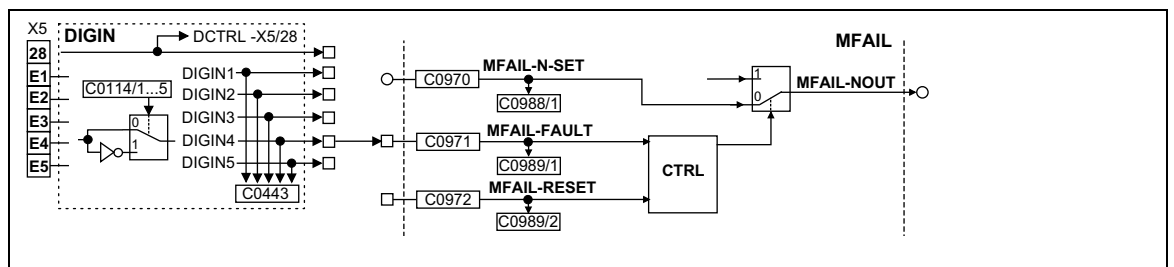 X5
DIGIN
DCTRL -X5/28
28
E1
E2
E3
E4
E5
C0114/1...5
0
1
DIGIN1
DIGIN2
DIGIN3
DIGIN4
DIGIN5
C0443
MFAIL
C0970
MFAIL-N-SET
C0988/1
C0971
MFAIL-FAULT
C0989/1
C0972
MFAIL-RESET
C0989/2
CTRL
1
0
MFAIL-NOUT